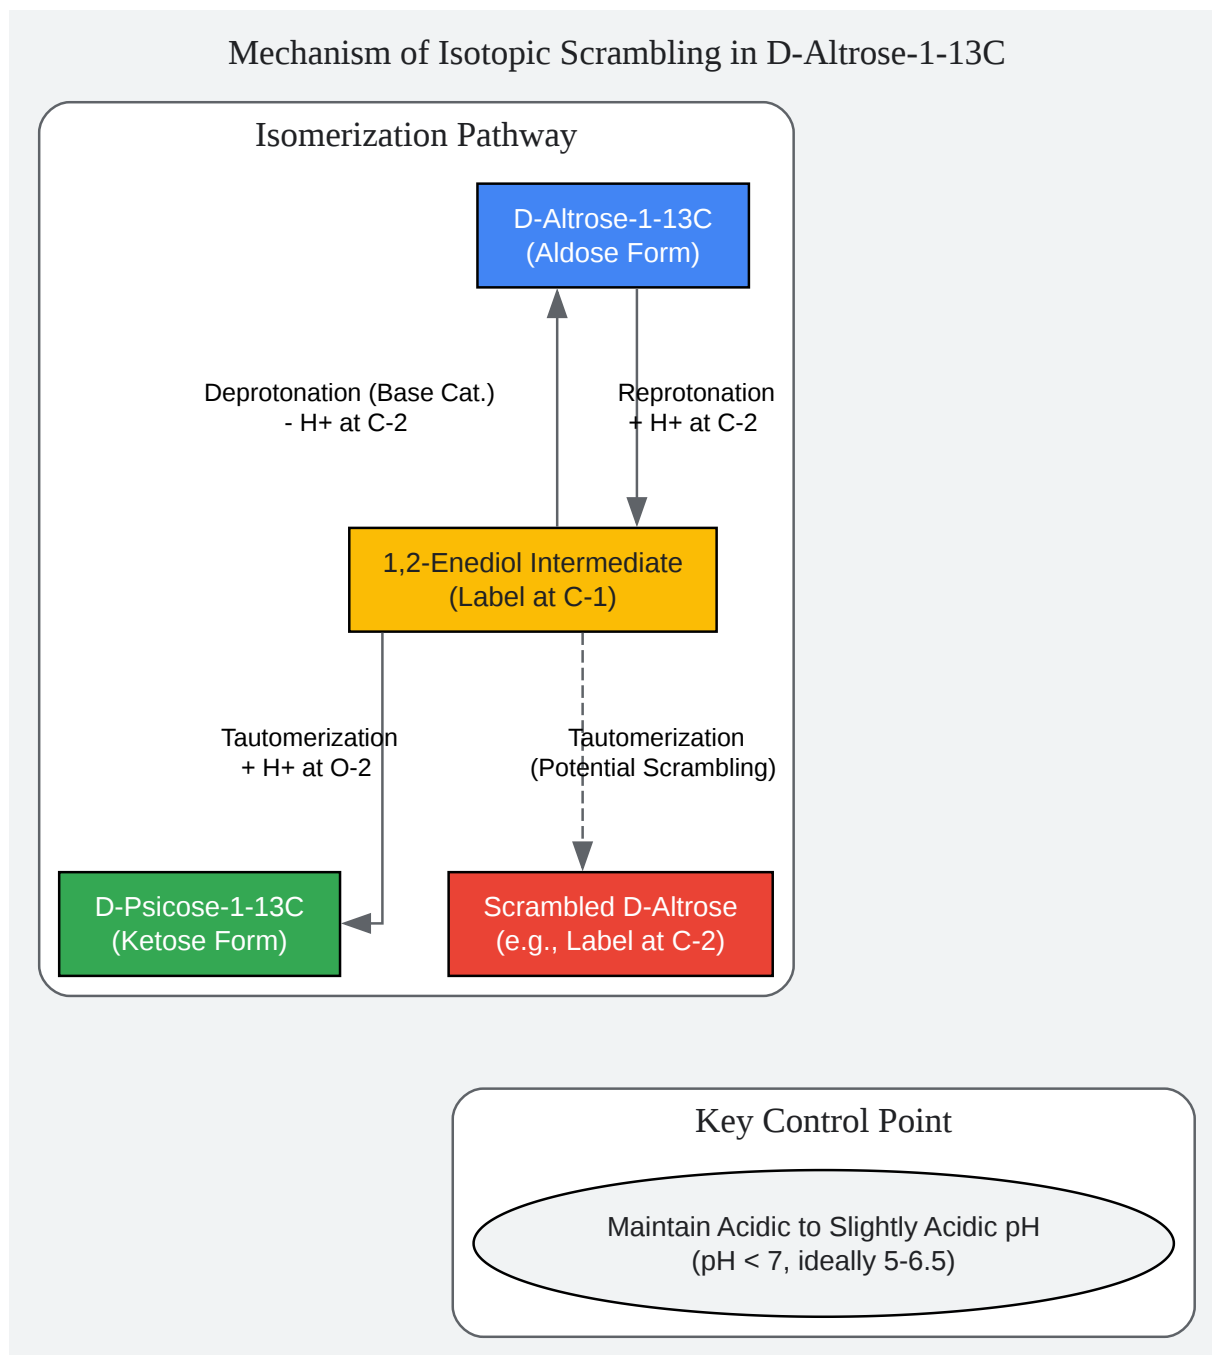 Mechanism of Isotopic Scrambling in D-Altrose-1-13C
Isomerization Pathway
D-Altrose-1-13C
(Aldose Form)
Deprotonation (Base Cat.)
- H+ at C-2
Reprotonation
+ H+ at C-2
1,2-Enediol Intermediate
(Label at C-1)
Tautomerization
+ H+ at O-2
Tautomerization
(Potential Scrambling)
D-Psicose-1-13C
(Ketose Form)
Scrambled D-Altrose
(e.g., Label at C-2)
Key Control Point
Maintain Acidic to Slightly Acidic pH
(pH < 7, ideally 5-6.5)